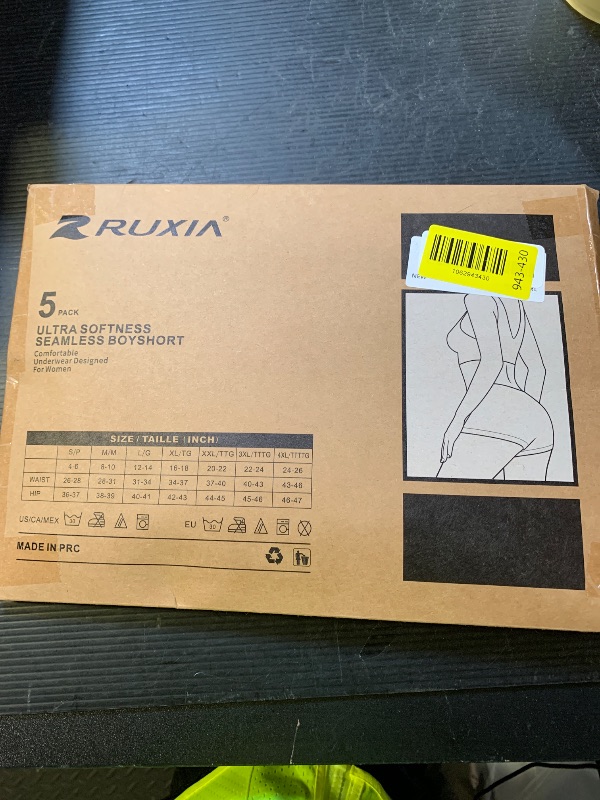 RUXIA®
1082943430
943-430
5 PACK
ULTRA SOFTNESS
SEAMLESS BOYSHORT
Comfortable
Underwear Designed
For Women
SIZE / TAILLE (INCH)
S/P M/M L/G XL/TG XXL/TTG 3XL/TTTG 4XL/TTTTG
4-6 8-10 12-14 16-18 20-22 22-24 24-26
WAIST 26-28 28-31 31-34 34-37 37-40 40-43 43-46
HIP 36-37 38-39 40-41 42-43 44-45 45-46 46-47
US/CA/MEX 30 EU 30
MADE IN PRC